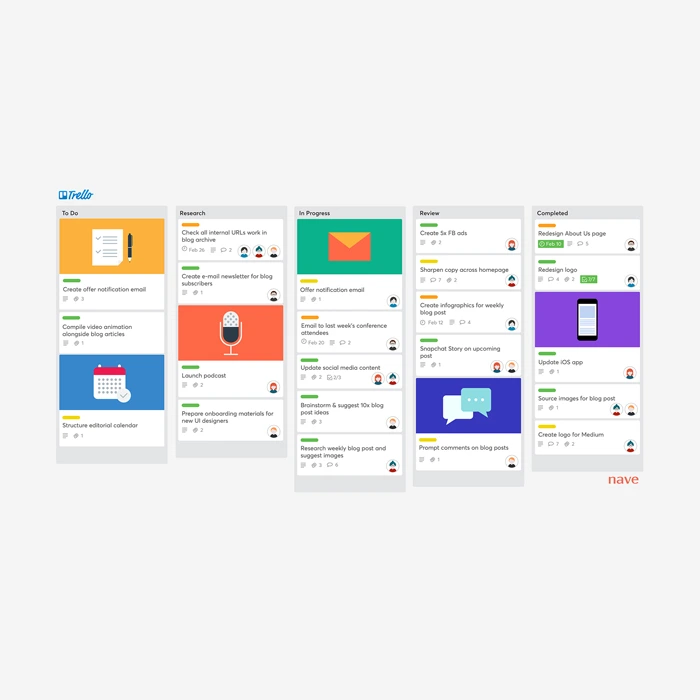 Trello
To Do
Create offer notification email
3
Compile video animation
alongside blog articles
1
Structure editorial calendar
1
Research
Check all internal URLs work in
blog archive
Feb 26
2
Create e-mail newsletter for blog
subscribers
1
Launch podcast
2
Prepare onboarding materials for
new UI designers
2
In Progress
Offer notification email
1
Email to last week's conference
attendees
Feb 20
2
Update social media content
2
2/3
Brainstorm & suggest 10x blog
post ideas
3
Research weekly blog post and
suggest images
3
6
Review
Create 5x FB ads
2
Sharpen copy across homepage
7
2
Create infographics for weekly
blog post
Feb 12
4
Snapchat Story on upcoming
post
1
Prompt comments on blog posts
1
Completed
Redesign About Us page
Feb 10
5
Redesign logo
4
2
Update iOS app
1
Source images for blog post
1
Create logo for Medium
7
2
nave